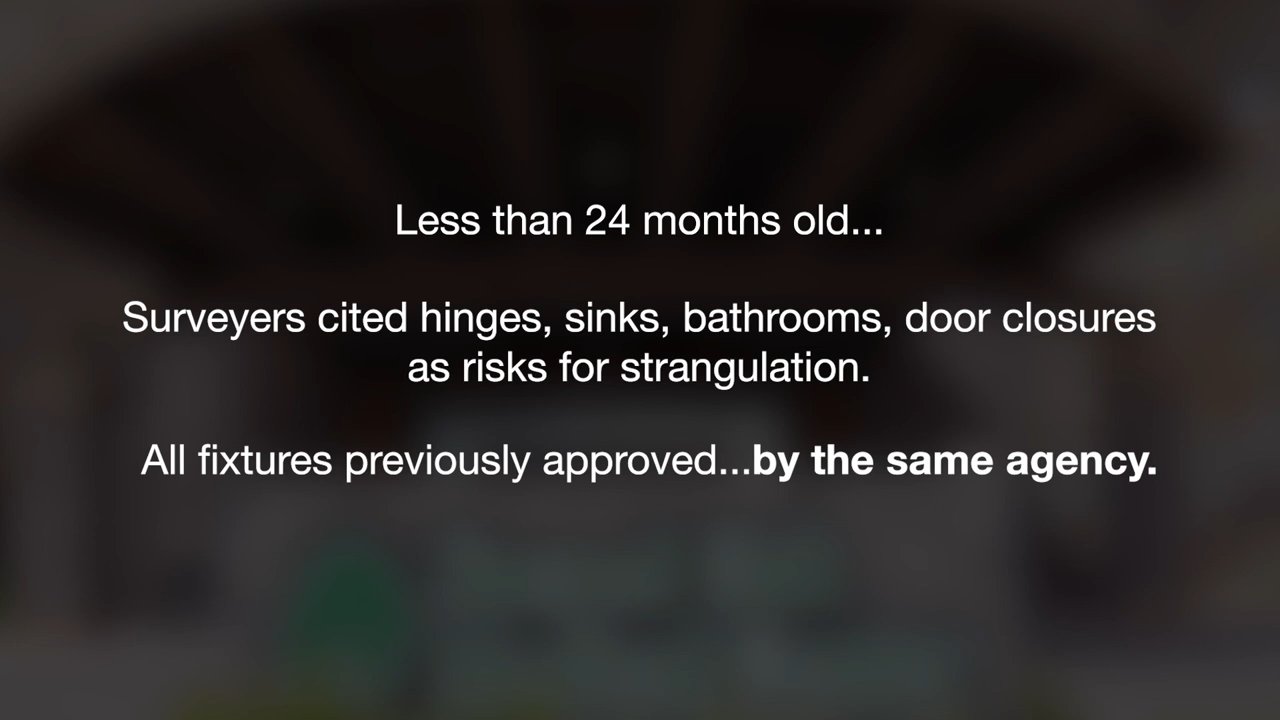 Less than 24 months old...
Surveyers cited hinges, sinks, bathrooms, door closures
as risks for strangulation.
All fixtures previously approved...by the same agency.